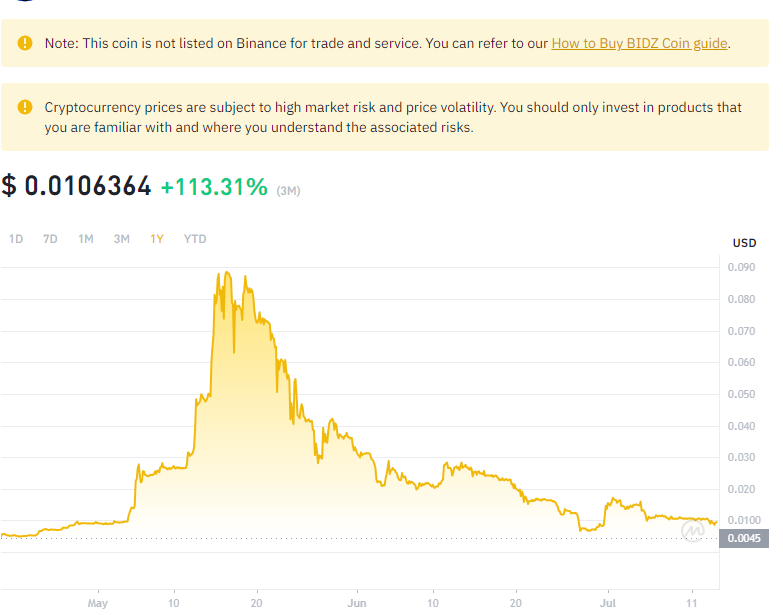 Note: This coin is not listed on Binance for trade and service. You can refer to our How to Buy BIDZ Coin guide.
Cryptocurrency prices are subject to high market risk and price volatility. You should only invest in products that
you are familiar with and where you understand the associated risks.
$ 0.0106364 +113.31% (3M)
1D 7D 1M 3M 1Y YTD
USD
0.090
0.080
0.070
0.060
0.050
0.040
0.030
0.020
0.0100
0.0045
May 10 20 Jun 10 20 Jul 11